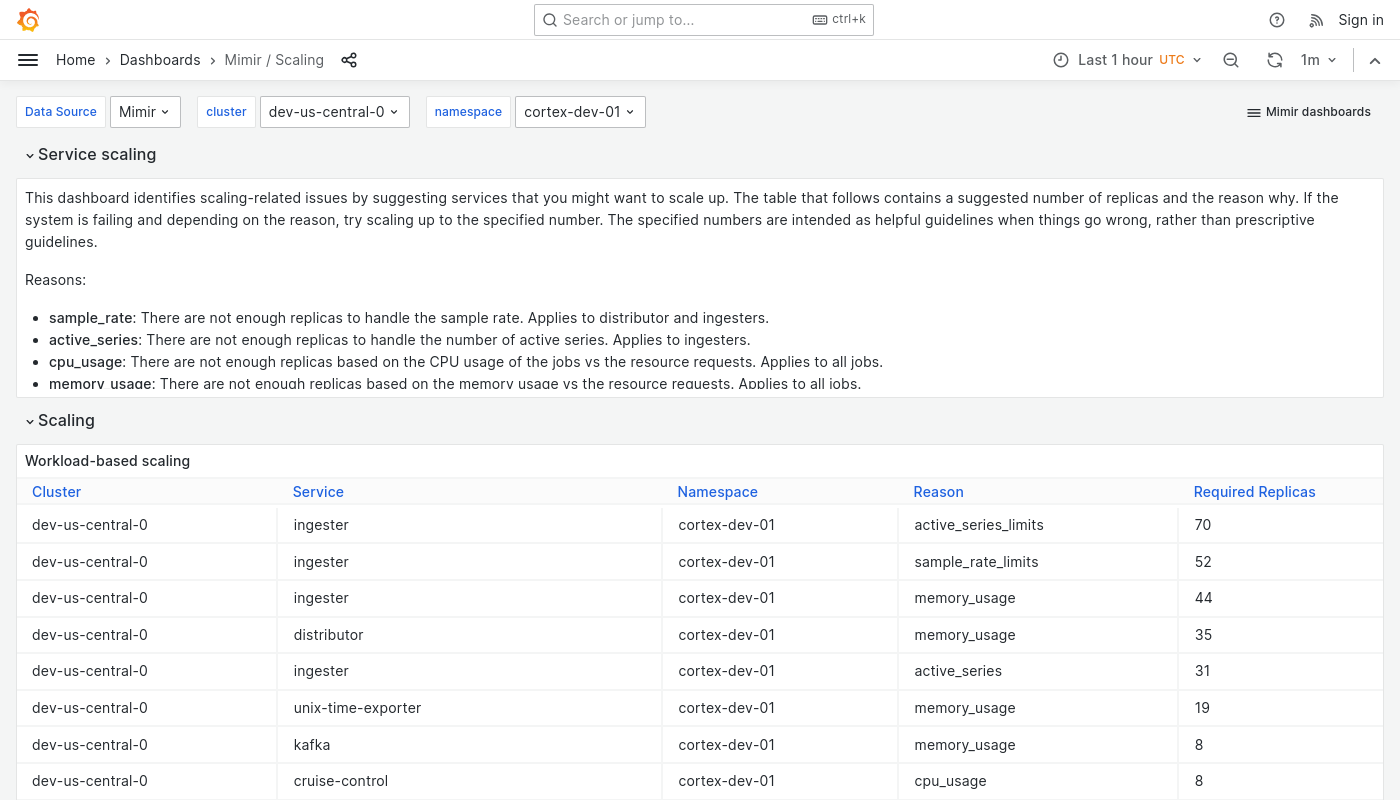 Search or jump to... ctrl+k Sign in
Home Dashboards Mimir / Scaling Last 1 hour UTC 1m
Data Source Mimir cluster dev-us-central-0 namespace cortex-dev-01 Mimir dashboards
Service scaling
This dashboard identifies scaling-related issues by suggesting services that you might want to scale up. The table that follows contains a suggested number of replicas and the reason why. If the
system is failing and depending on the reason, try scaling up to the specified number. The specified numbers are intended as helpful guidelines when things go wrong, rather than prescriptive
guidelines.
Reasons:
• sample_rate: There are not enough replicas to handle the sample rate. Applies to distributor and ingesters.
• active_series: There are not enough replicas to handle the number of active series. Applies to ingesters.
• cpu_usage: There are not enough replicas based on the CPU usage of the jobs vs the resource requests. Applies to all jobs.
• memory_usage: There are not enough replicas based on the memory usage vs the resource requests. Applies to all jobs.
Scaling
Workload-based scaling
Cluster Service Namespace Reason Required Replicas
dev-us-central-0 ingester cortex-dev-01 active_series_limits 70
dev-us-central-0 ingester cortex-dev-01 sample_rate_limits 52
dev-us-central-0 ingester cortex-dev-01 memory_usage 44
dev-us-central-0 distributor cortex-dev-01 memory_usage 35
dev-us-central-0 ingester cortex-dev-01 active_series 31
dev-us-central-0 unix-time-exporter cortex-dev-01 memory_usage 19
dev-us-central-0 kafka cortex-dev-01 memory_usage 8
dev-us-central-0 cruise-control cortex-dev-01 cpu_usage 8